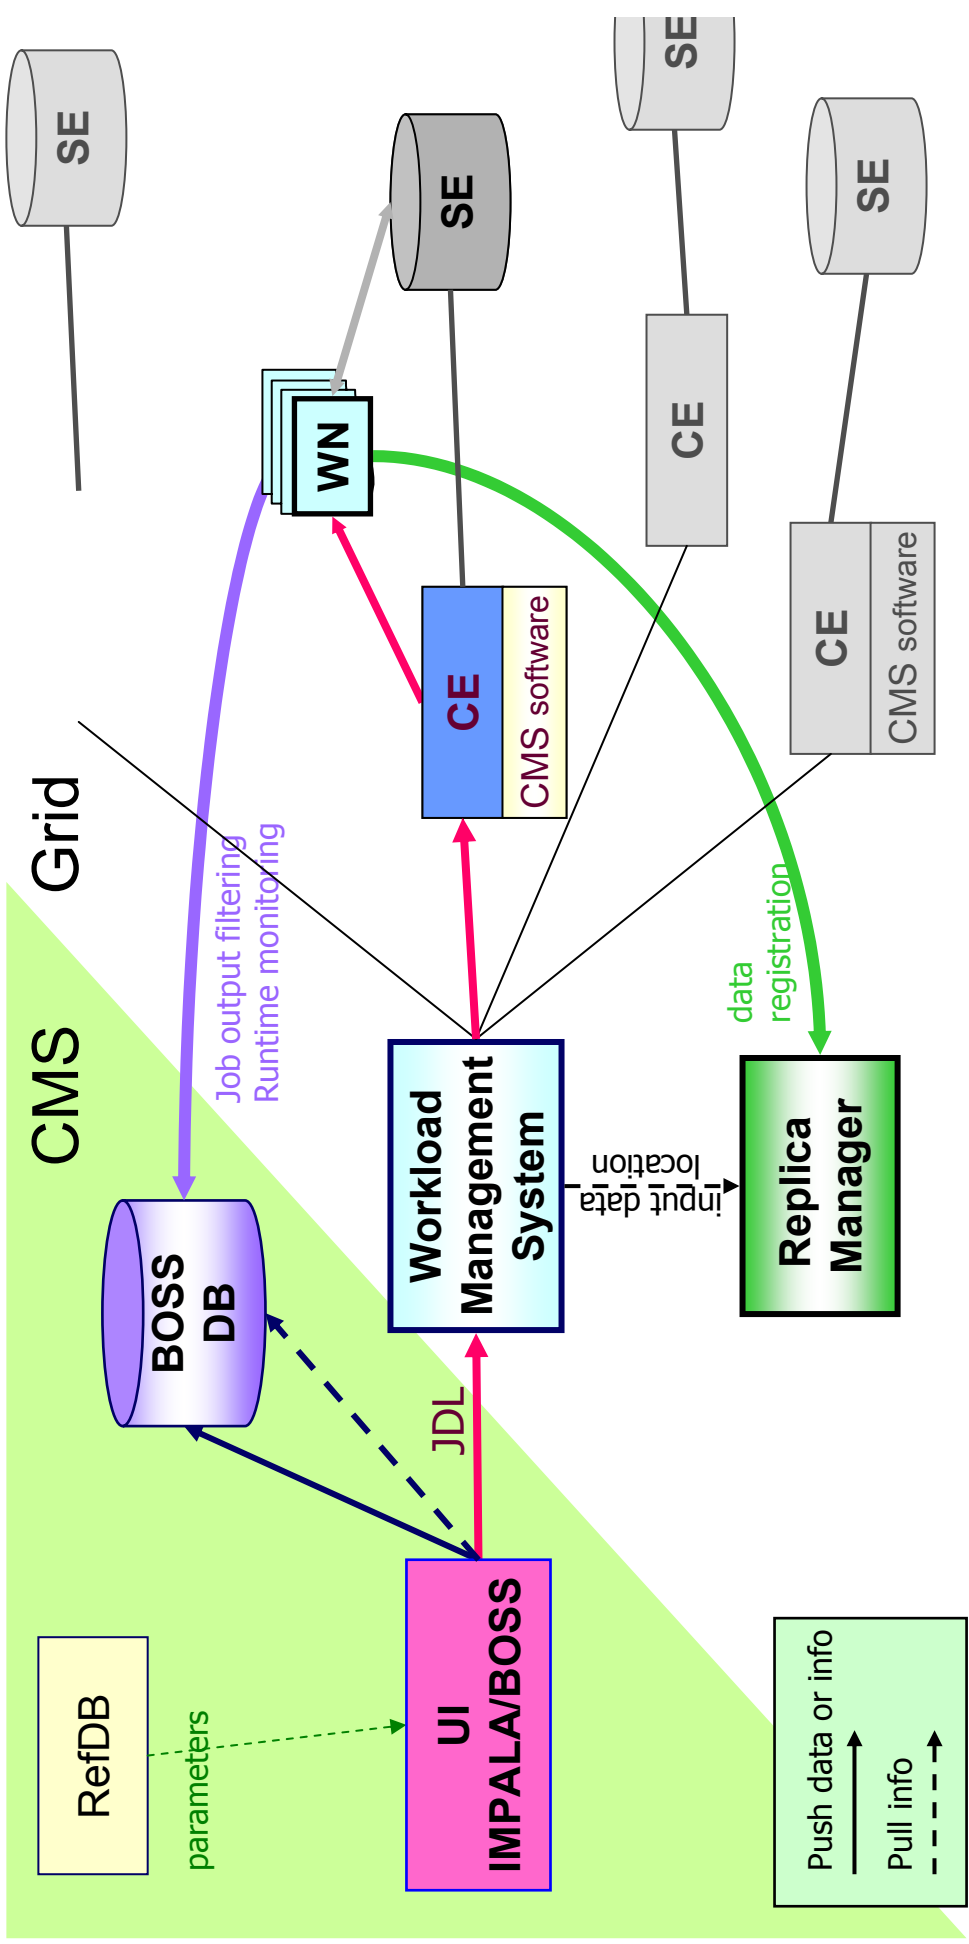 CMS
Grid
RefDB
parameters
UI
IMPALA/BOSS
BOSS
DB
JDL
Job output filtering
Runtime monitoring
Workload
Management
System
input data
location
Replica
Manager
data
registration
CE
CMS software
WN
SE
SE
CE
SE
CE
CMS software
SE
Push data or info
Pull info